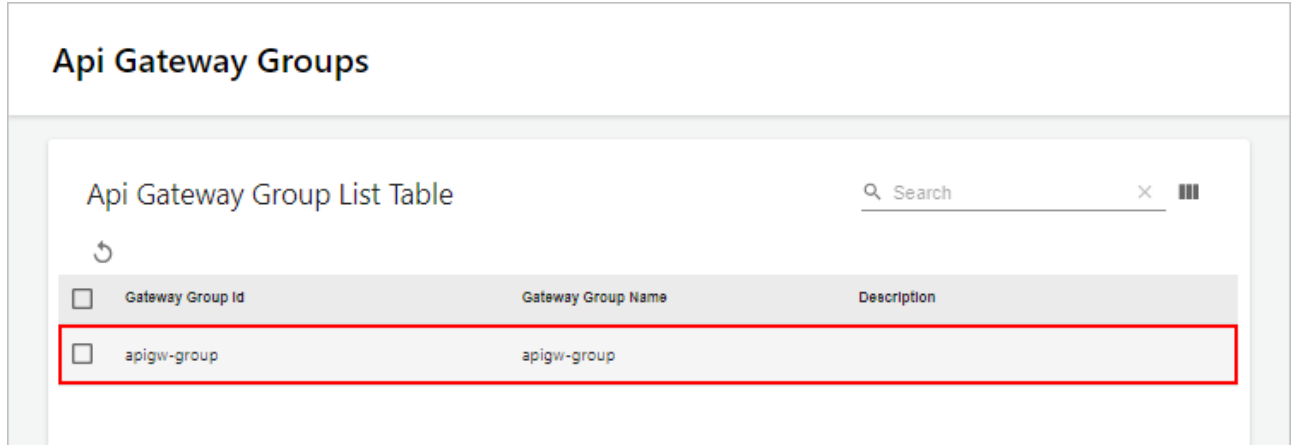 Api Gateway Groups
Api Gateway Group List Table
Search
Gateway Group Id Gateway Group Name Description
apigw-group apigw-group